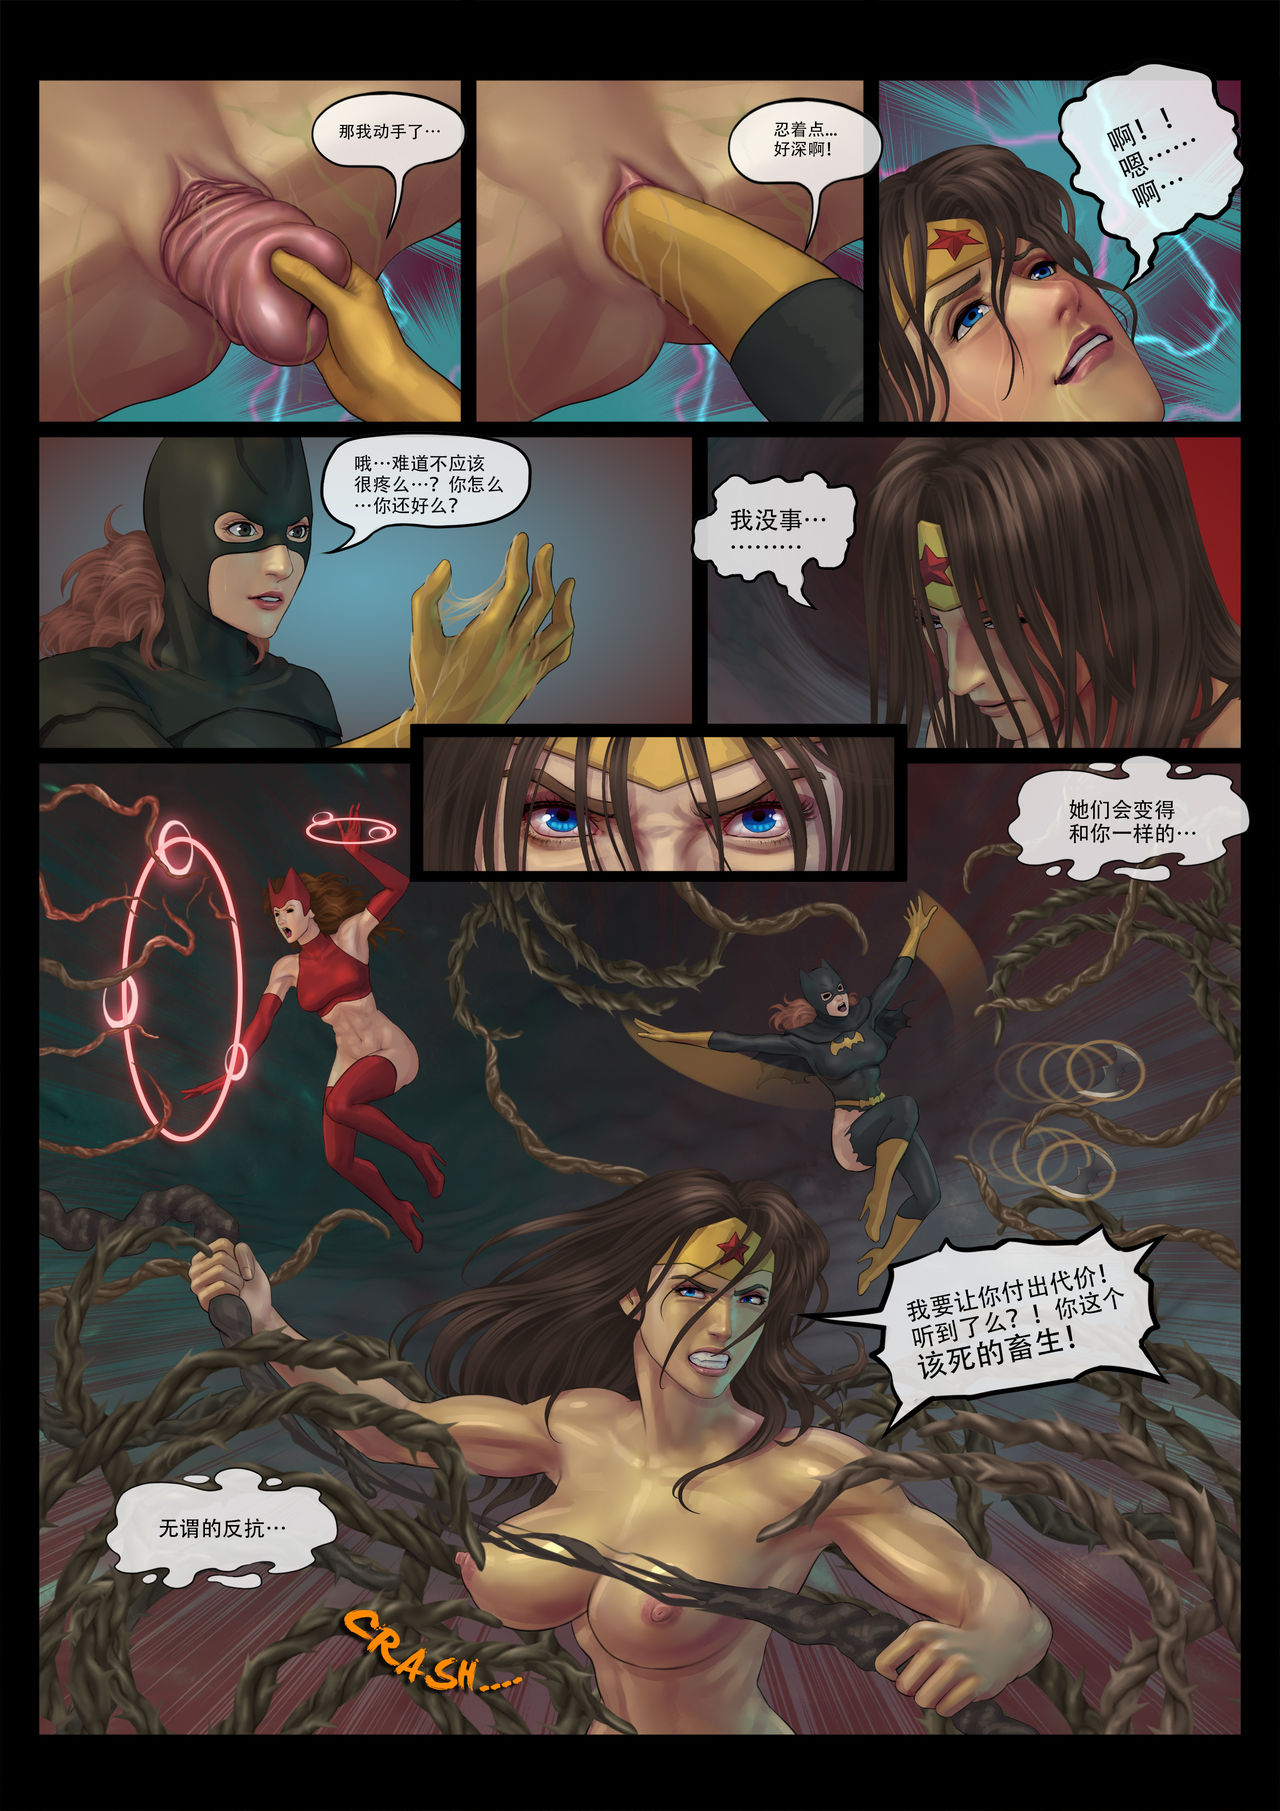 那我动手了…
忍着点...
好深啊！
啊！！
嗯……
啊…
哦…难道不应该
很疼么…？你怎么
…你还好么？
我没事…
………
她们会变得
和你一样的…
我要让你付出代价！
听到了么？！你这个
该死的畜生！
无谓的反抗…
CRASH....